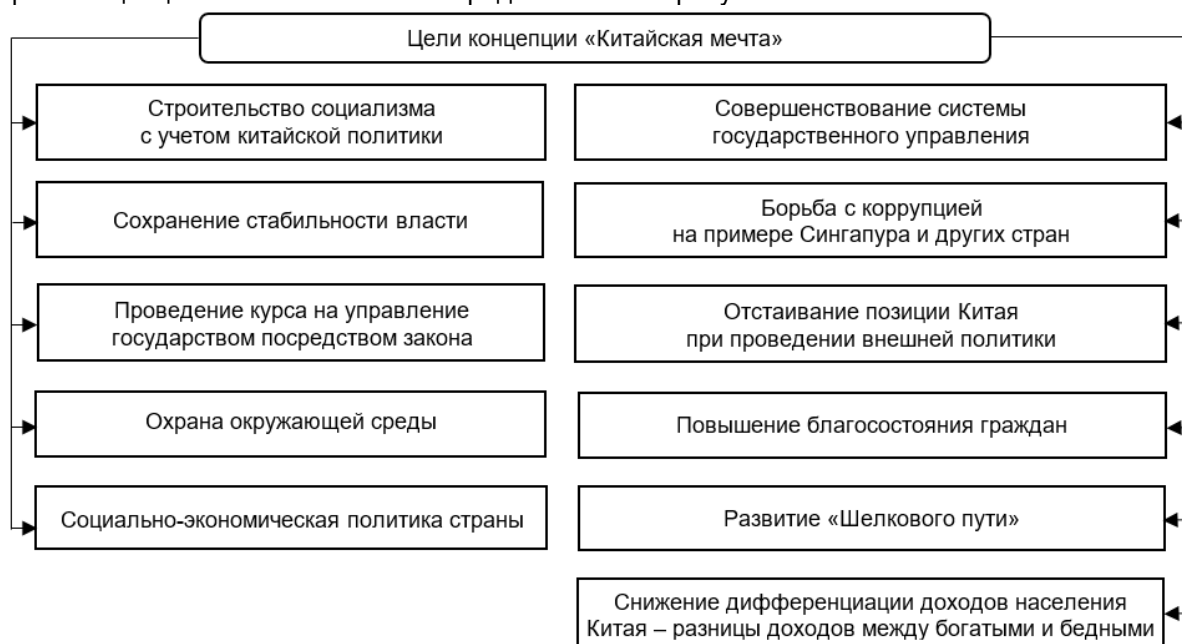 Цели концепции «Китайская мечта»
Строительство социализма
с учетом китайской политики
Сохранение стабильности власти
Проведение курса на управление
государством посредством закона
Охрана окружающей среды
Социально-экономическая политика страны
Совершенствование системы
государственного управления
Борьба с коррупцией
на примере Сингапура и других стран
Отстаивание позиции Китая
при проведении внешней политики
Повышение благосостояния граждан
Развитие «Шелкового пути»
Снижение дифференциации доходов населения
Китая – разницы доходов между богатыми и бедными